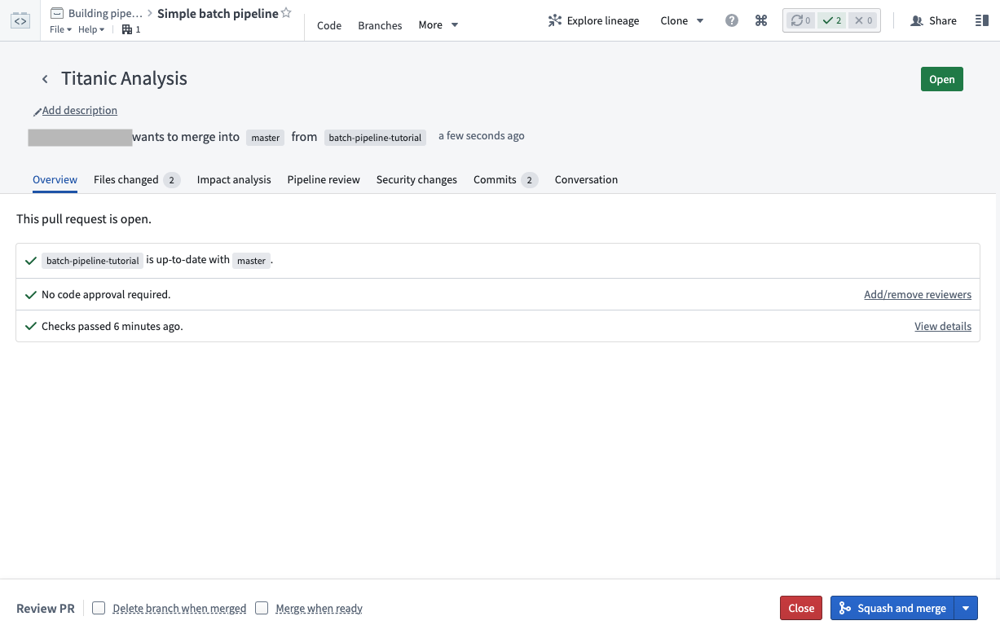 Building pipe... > Simple batch pipeline
File Help 1
Code Branches More
Explore lineage Clone 0 2 0 Share
Titanic Analysis
Open
Add description
wants to merge into master from batch-pipeline-tutorial a few seconds ago
Overview Files changed 2 Impact analysis Pipeline review Security changes Commits 2 Conversation
This pull request is open.
batch-pipeline-tutorial is up-to-date with master.
No code approval required. Add/remove reviewers
Checks passed 6 minutes ago. View details
Review PR Delete branch when merged Merge when ready Close Squash and merge